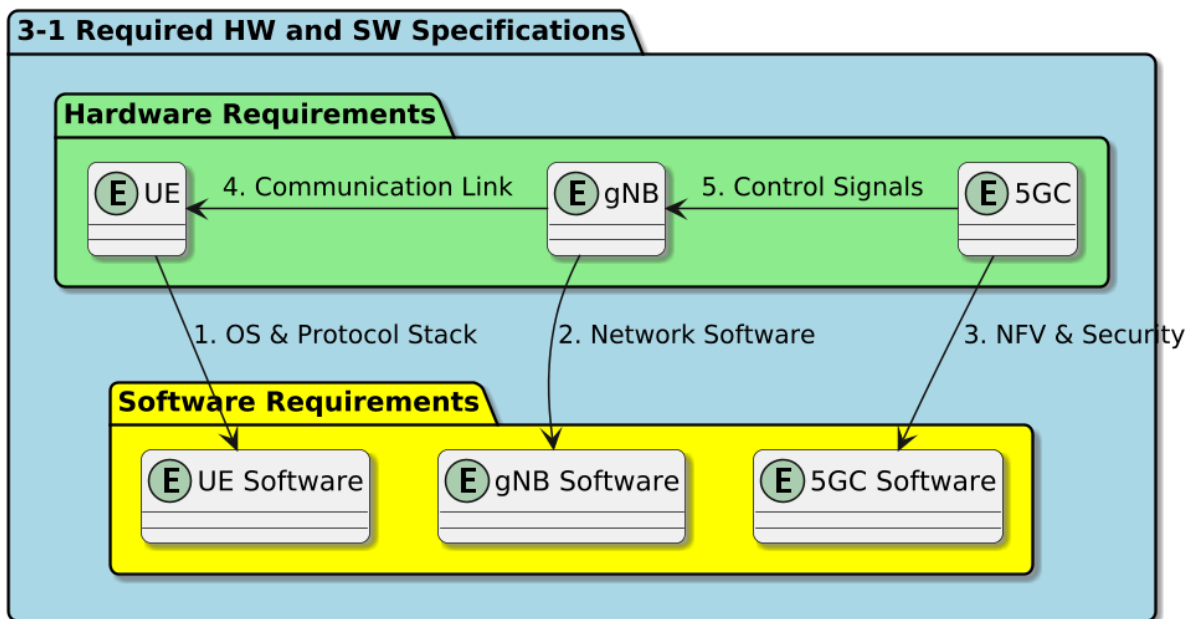 3-1 Required HW and SW Specifications
Hardware Requirements
E UE
4. Communication Link
E gNB
5. Control Signals
E 5GC
1. OS & Protocol Stack
2. Network Software
3. NFV & Security
Software Requirements
E UE Software
E gNB Software
E 5GC Software